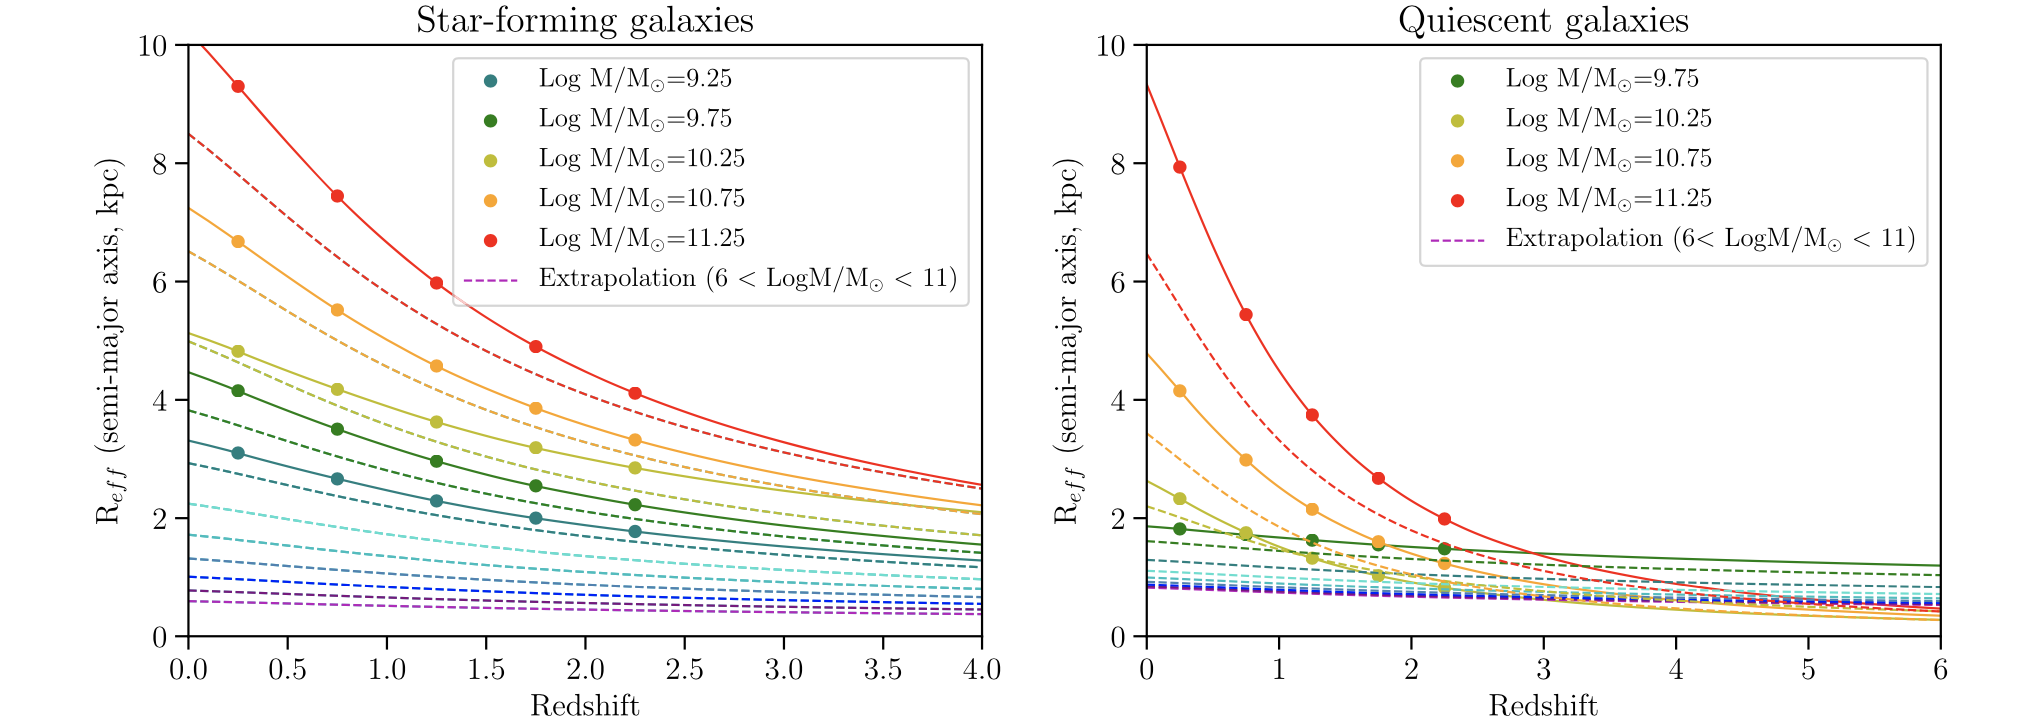 Star-forming galaxies
10
8
6
4
2
0
R_eff (semi-major axis, kpc)
Log M/M☉=9.25
Log M/M☉=9.75
Log M/M☉=10.25
Log M/M☉=10.75
Log M/M☉=11.25
Extrapolation (6 < LogM/M☉ < 11)
0.0 0.5 1.0 1.5 2.0 2.5 3.0 3.5 4.0
Redshift
Quiescent galaxies
10
8
6
4
2
0
R_eff (semi-major axis, kpc)
Log M/M☉=9.75
Log M/M☉=10.25
Log M/M☉=10.75
Log M/M☉=11.25
Extrapolation (6< LogM/M☉ < 11)
0 1 2 3 4 5 6
Redshift